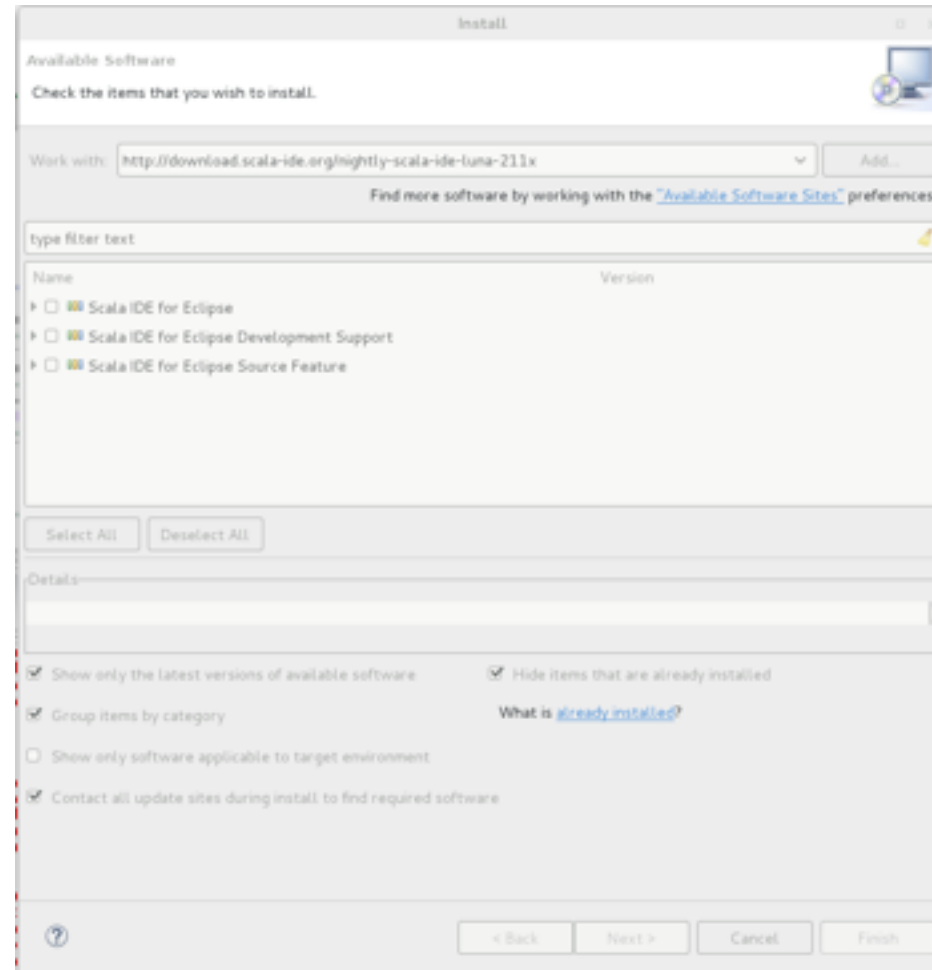 Install
Available Software
Check the items that you wish to install.
Work with: http://download.scala-ide.org/nightly-scala-ide-luna-211x Add...
Find more software by working with the "Available Software Sites" preferences
type filter text
Name Version
Scala IDE for Eclipse
Scala IDE for Eclipse Development Support
Scala IDE for Eclipse Source Feature
Select All Deselect All
Details
Show only the latest versions of available software Hide items that are already installed
Group items by category What is already installed?
Show only software applicable to target environment
Contact all update sites during install to find required software
? < Back Next > Cancel Finish